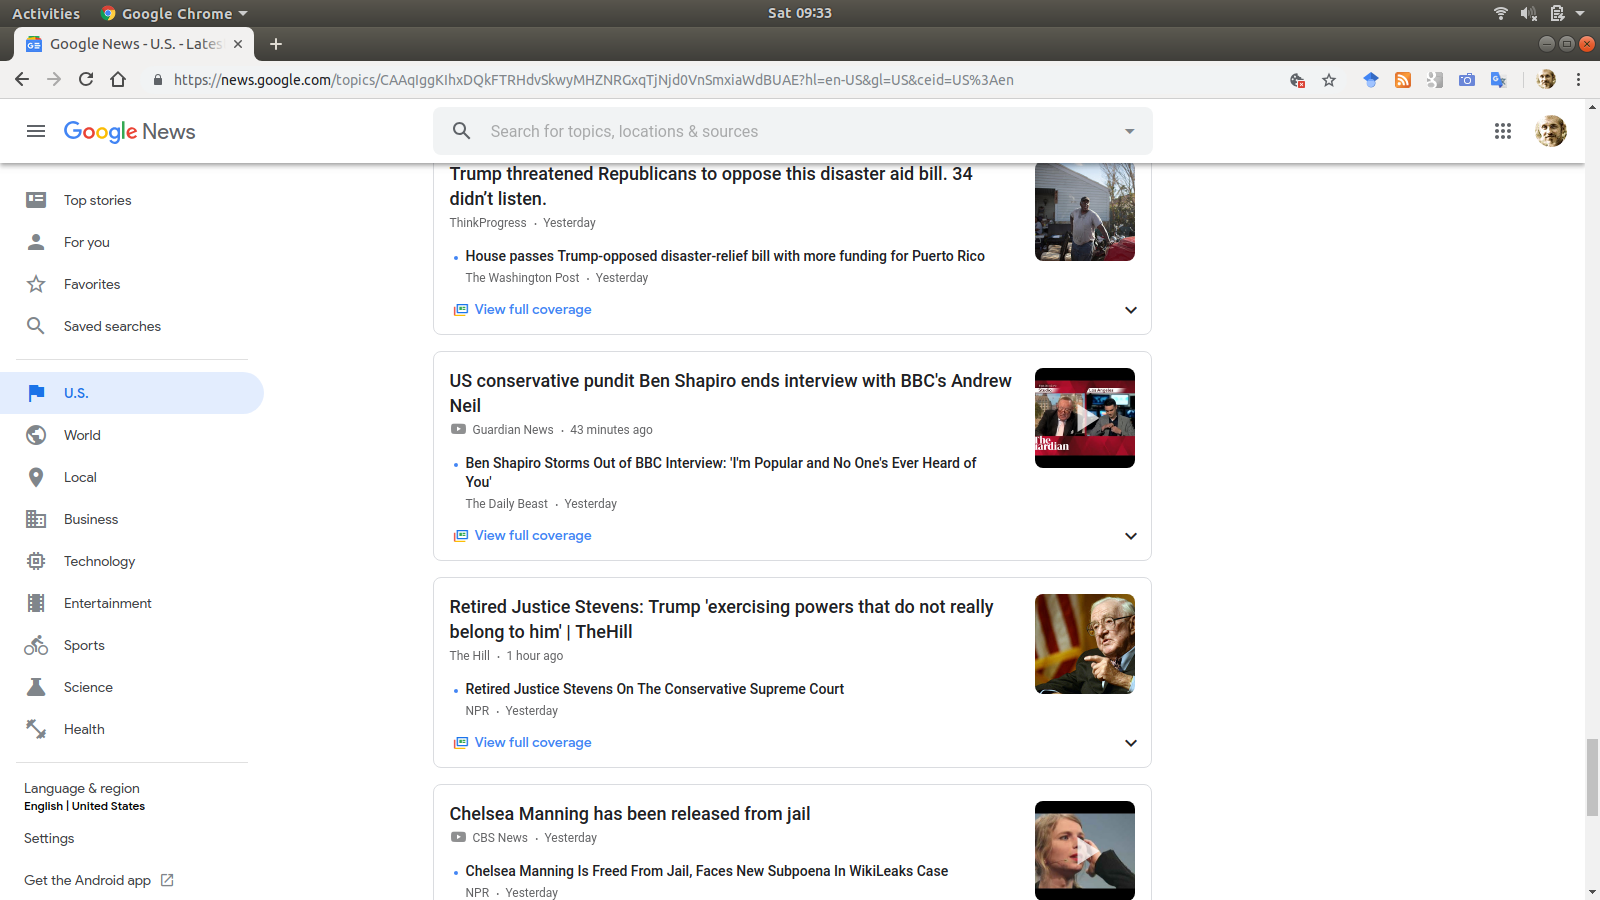 Activities
Google Chrome
Sat 09:33
Google News - U.S. - Lates
https://news.google.com/topics/CAAqIggKIhxDQkFTRHdvSkwyMHZNRGxqTjNjd0VnSmxiaWdBUAE?hl=en-US&gl=US&ceid=US%3Aen
Google News
Search for topics, locations & sources
Top stories
For you
Favorites
Saved searches
U.S.
World
Local
Business
Technology
Entertainment
Sports
Science
Health
Language & region
English | United States
Settings
Get the Android app
Trump threatened Republicans to oppose this disaster aid bill. 34
didn’t listen.
ThinkProgress · Yesterday
House passes Trump-opposed disaster-relief bill with more funding for Puerto Rico
The Washington Post · Yesterday
View full coverage
US conservative pundit Ben Shapiro ends interview with BBC's Andrew
Neil
Guardian News · 43 minutes ago
Ben Shapiro Storms Out of BBC Interview: 'I'm Popular and No One's Ever Heard of
You'
The Daily Beast · Yesterday
View full coverage
Retired Justice Stevens: Trump 'exercising powers that do not really
belong to him' | TheHill
The Hill · 1 hour ago
Retired Justice Stevens On The Conservative Supreme Court
NPR · Yesterday
View full coverage
Chelsea Manning has been released from jail
CBS News · Yesterday
Chelsea Manning Is Freed From Jail, Faces New Subpoena In WikiLeaks Case
NPR · Yesterday